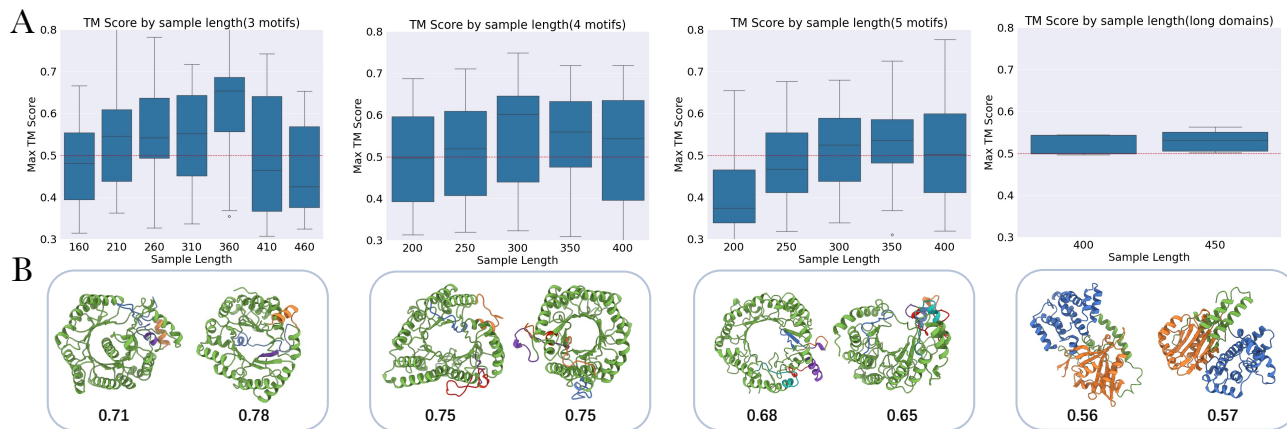 A
TM Score by sample length(3 motifs)
Max TM Score
0.8
0.7
0.6
0.5
0.4
0.3
160 210 260 310 360 410 460
Sample Length
TM Score by sample length(4 motifs)
Max TM Score
0.8
0.7
0.6
0.5
0.4
0.3
200 250 300 350 400
Sample Length
TM Score by sample length(5 motifs)
Max TM Score
0.8
0.7
0.6
0.5
0.4
0.3
200 250 300 350 400
Sample Length
TM Score by sample length(long domains)
Max TM Score
0.8
0.7
0.6
0.5
0.4
0.3
400 450
Sample Length
B
0.71 0.78
0.75 0.75
0.68 0.65
0.56 0.57